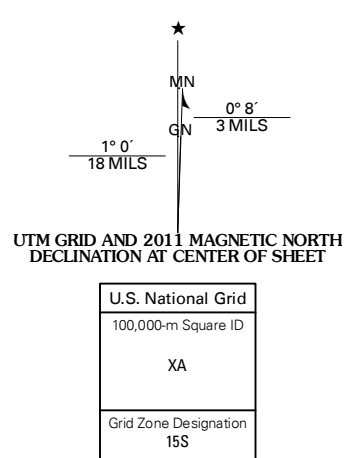 ★
MN
0° 8´
3 MILS
GN
1° 0´
18 MILS
UTM GRID AND 2011 MAGNETIC NORTH
DECLINATION AT CENTER OF SHEET
U.S. National Grid
100,000-m Square ID
XA
Grid Zone Designation
15S